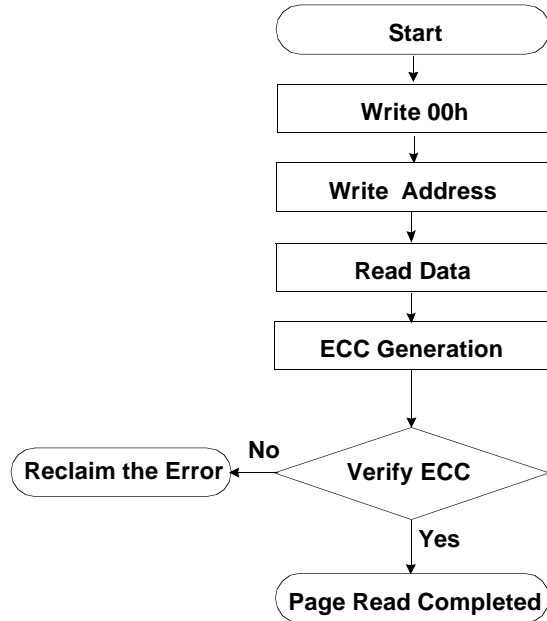 Start
Write 00h
Write Address
Read Data
ECC Generation
No
Reclaim the Error
Verify ECC
Yes
Page Read Completed